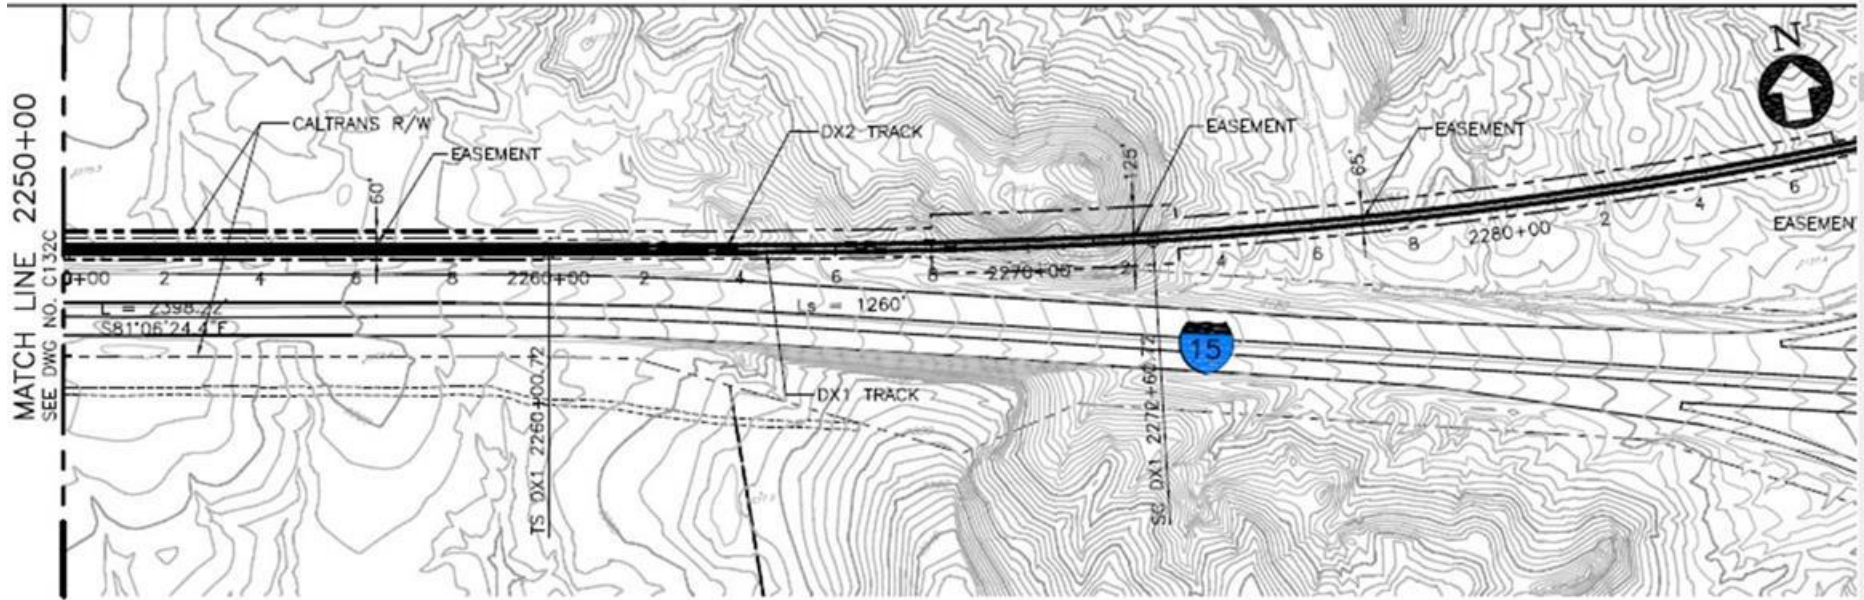 MATCH LINE 2250+00
SEE DWG NO. C132C
CALTRANS R/W
EASEMENT
60'
DX2 TRACK
125'
EASEMENT
65'
EASEMENT
N
EASEMEN
0+00 2 4 6 8 2260+00 2 4 6 8 2270+00 2 4 6 8 2280+00 2 4 6
L = 2398.22'
S81°06'24.4"E
Ls = 1260'
15
DX1 TRACK
TS DX1 2260+00.72
SC DX1 2272+60.72